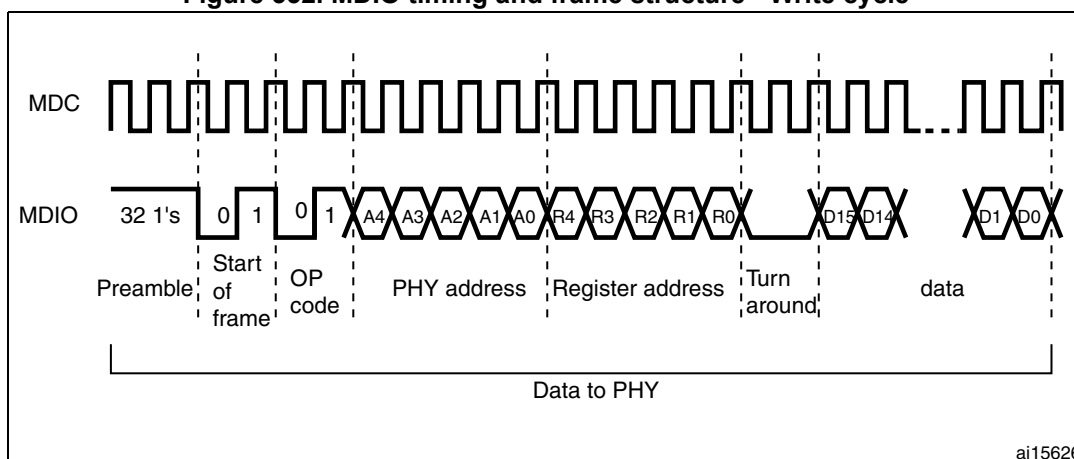 MDC
MDIO 32 1's 0 1 0 1 A4 A3 A2 A1 A0 R4 R3 R2 R1 R0 D15 D14 D1 D0
Preamble
Start
of
frame
OP
code
PHY address
Register address
Turn
around
data
Data to PHY
ai15626